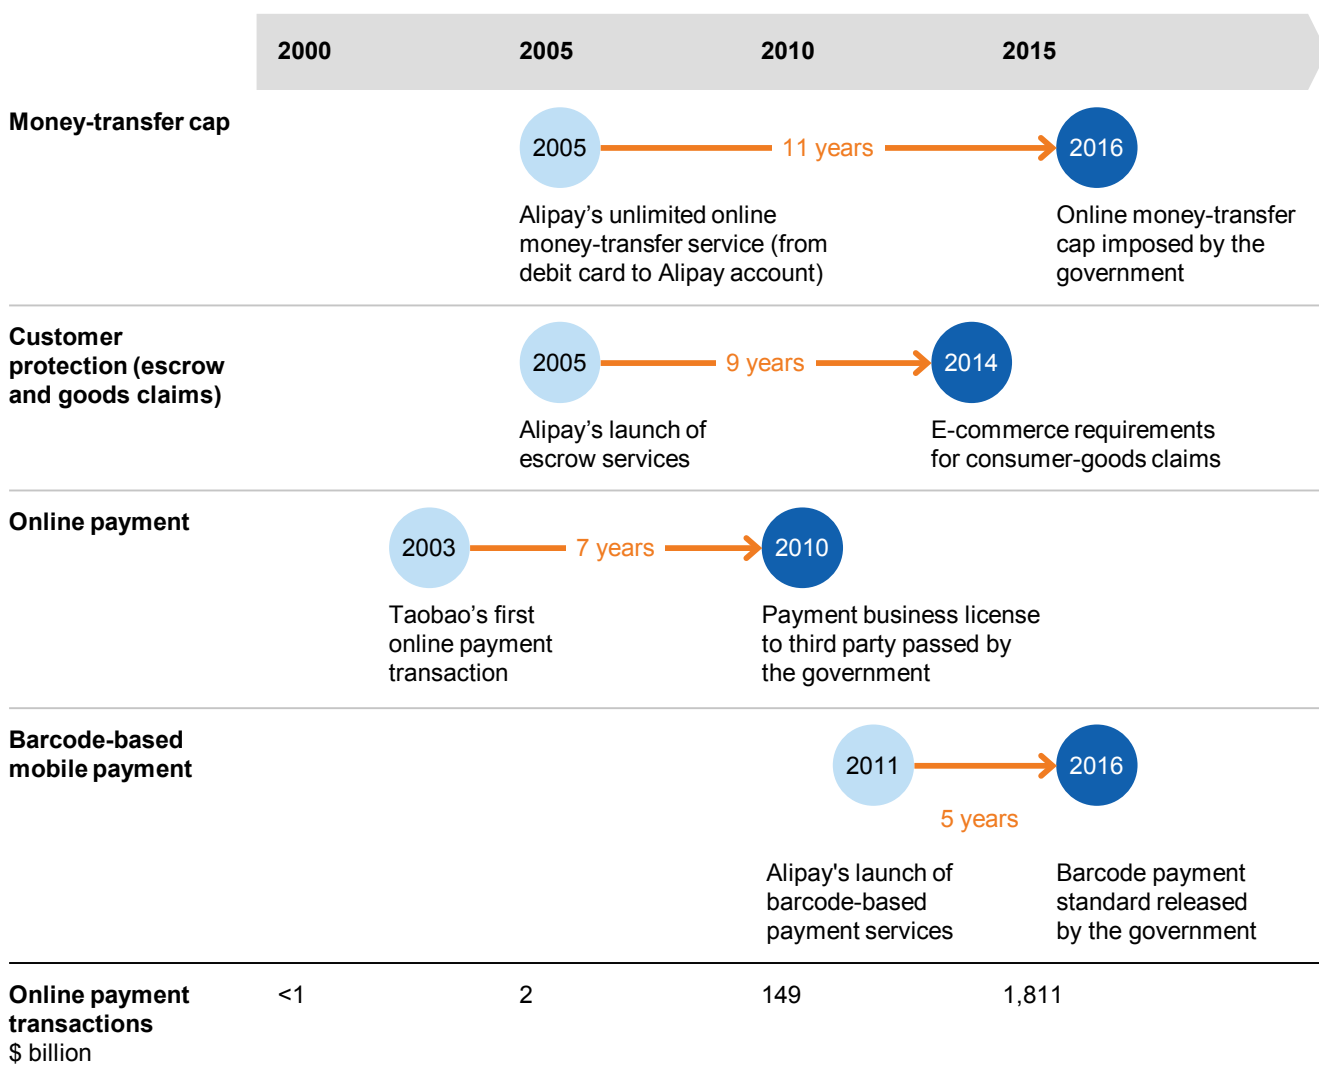 2000 2005 2010 2015
Money-transfer cap
2005 11 years 2016
Alipay’s unlimited online
money-transfer service (from
debit card to Alipay account)
Online money-transfer
cap imposed by the
government
Customer
protection (escrow
and goods claims)
2005 9 years 2014
Alipay’s launch of
escrow services
E-commerce requirements
for consumer-goods claims
Online payment
2003 7 years 2010
Taobao’s first
online payment
transaction
Payment business license
to third party passed by
the government
Barcode-based
mobile payment
2011 2016
5 years
Alipay's launch of
barcode-based
payment services
Barcode payment
standard released
by the government
Online payment
transactions
$ billion
<1 2 149 1,811